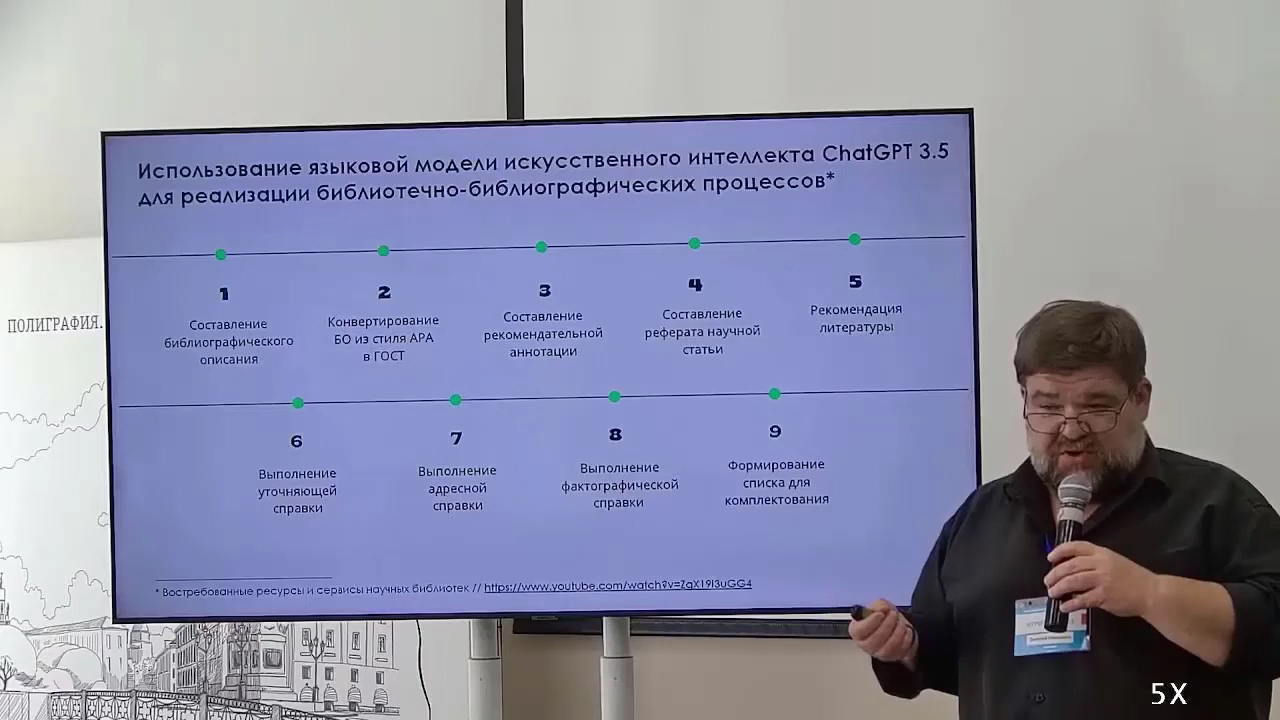 Использование языковой модели искусственного интеллекта ChatGPT 3.5
для реализации библиотечно-библиографических процессов*
1
Составление
библиографического
описания
2
Конвертирование
БО из стиля APA
в ГОСТ
3
Составление
рекомендательной
аннотации
4
Составление
реферата научной
статьи
5
Рекомендация
литературы
6
Выполнение
уточняющей
справки
7
Выполнение
адресной
справки
8
Выполнение
фактографической
справки
9
Формирование
списка для
комплектования
* Востребованные ресурсы и сервисы научных библиотек // https://www.youtube.com/watch?v=ZqX19I3uGG4
ПОЛИГРАФИЯ.
5X